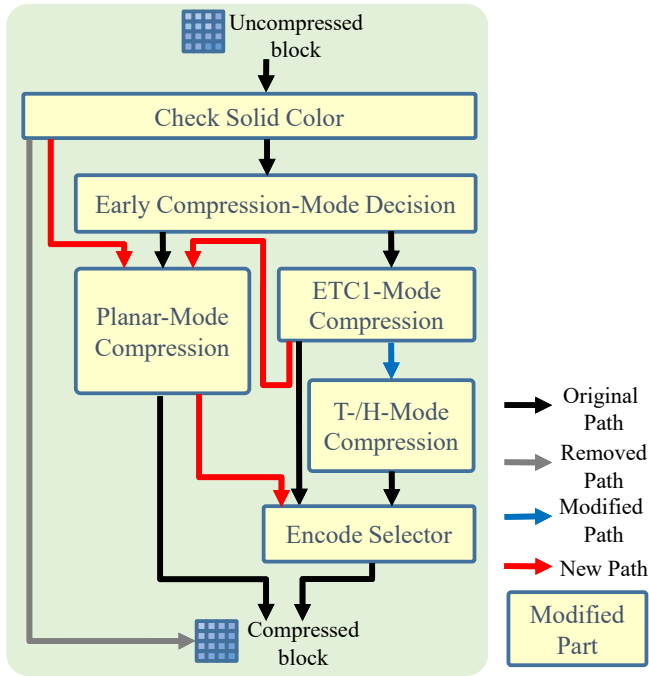 Uncompressed
block
Check Solid Color
Early Compression-Mode Decision
Planar-Mode
Compression
ETC1-Mode
Compression
T-/H-Mode
Compression
Encode Selector
Compressed
block
Original
Path
Removed
Path
Modified
Path
New Path
Modified
Part